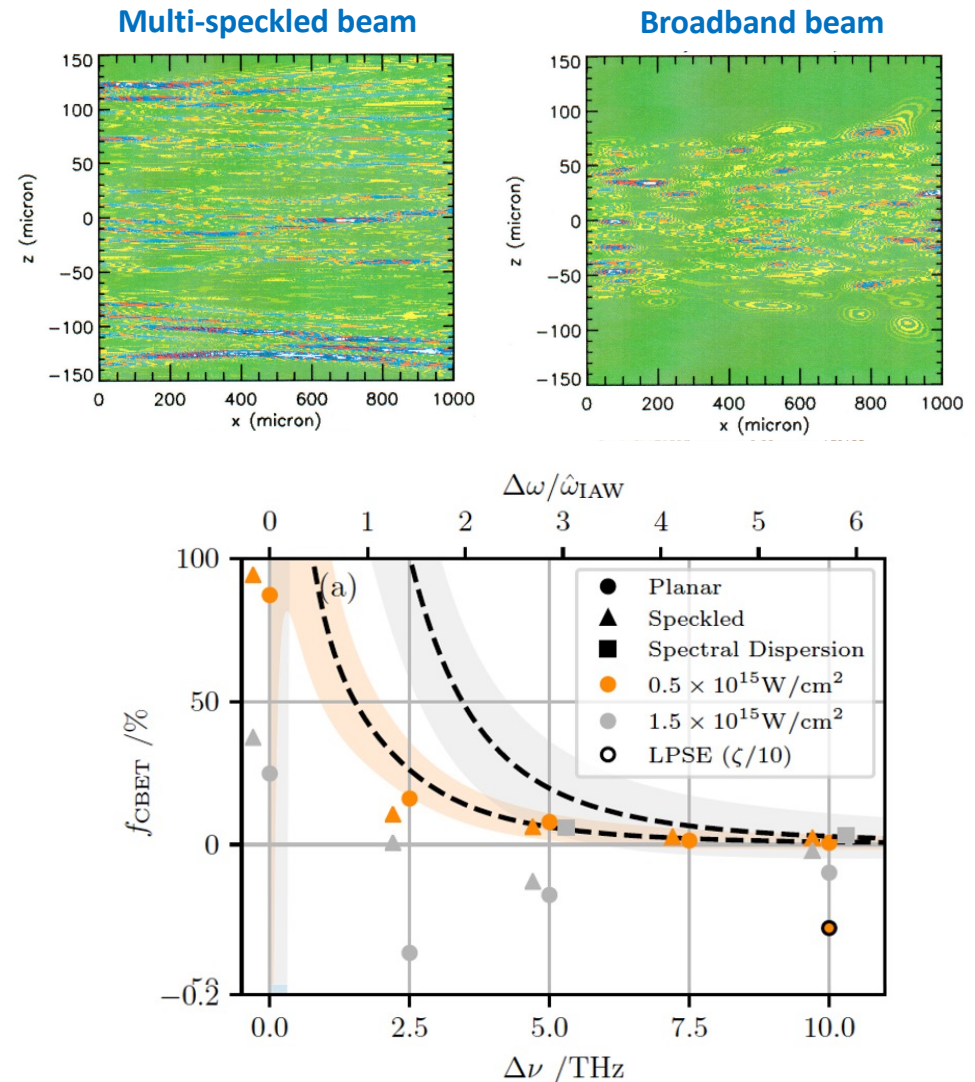 Multi-speckled beam
Broadband beam
150
100
50
0
−50
−100
−150
z (micron)
0 200 400 600 800 1000
x (micron)
150
100
50
0
−50
−100
−150
z (micron)
0 200 400 600 800 1000
x (micron)
Δω/ω̂IAW
0 1 2 3 4 5 6
100
50
0
−0.2
fCBET /%
(a)
Planar
Speckled
Spectral Dispersion
0.5 × 10¹⁵W/cm²
1.5 × 10¹⁵W/cm²
LPSE (ζ/10)
0.0 2.5 5.0 7.5 10.0
Δν /THz